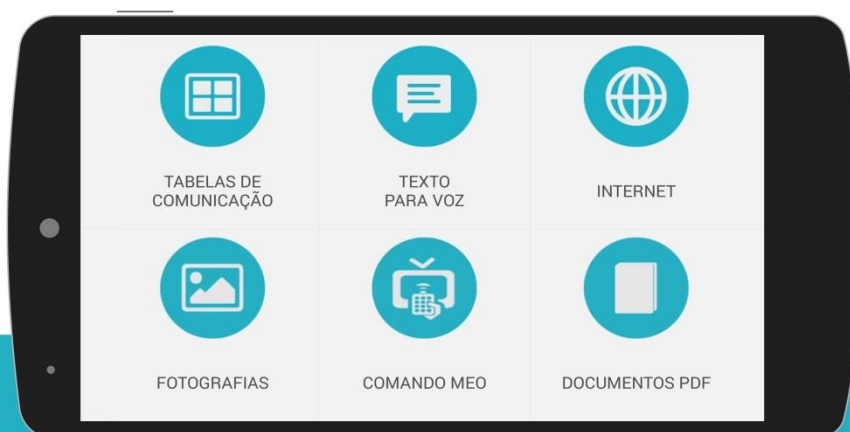 TABELAS DE
COMUNICAÇÃO
TEXTO
PARA VOZ
INTERNET
FOTOGRAFIAS
COMANDO MEO
DOCUMENTOS PDF